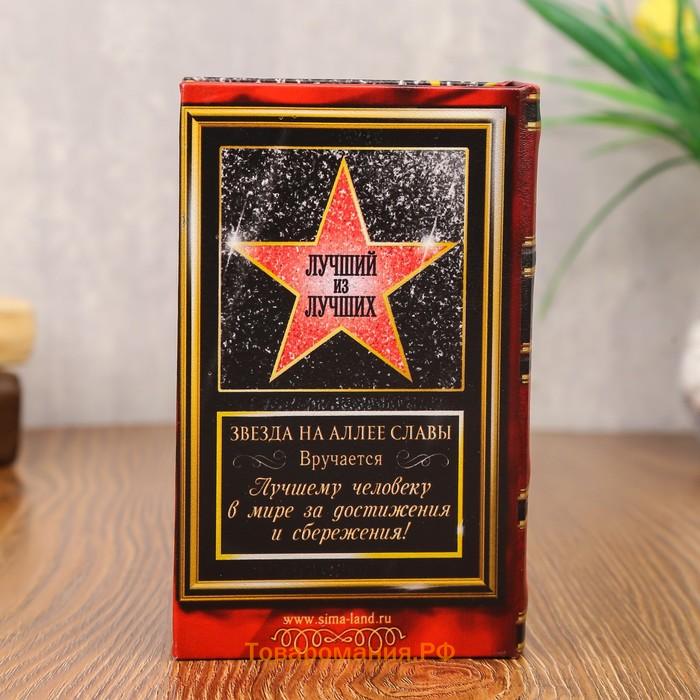 ЛУЧШИЙ
ИЗ
ЛУЧШИХ
ЗВЕЗДА НА АЛЛЕЕ СЛАВЫ
Вручается
Лучшему человеку
в мире за достижения
и сбережения!
www.sima-land.ru
Товаромания.РФ